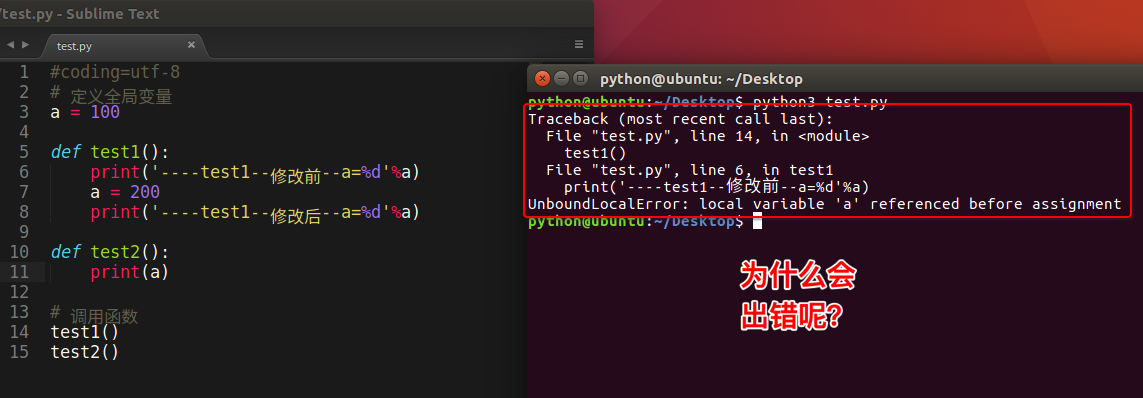 /test.py - Sublime Text
test.py
1 #coding=utf-8
2 # 定义全局变量
3 a = 100
4
5 def test1():
6     print('----test1--修改前--a=%d'%a)
7     a = 200
8     print('----test1--修改后--a=%d'%a)
9
10 def test2():
11     print(a)
12
13 # 调用函数
14 test1()
15 test2()
python@ubuntu: ~/Desktop
python@ubuntu:~/Desktop$ python3 test.py
Traceback (most recent call last):
  File "test.py", line 14, in <module>
    test1()
  File "test.py", line 6, in test1
    print('----test1--修改前--a=%d'%a)
UnboundLocalError: local variable 'a' referenced before assignment
python@ubuntu:~/Desktop$
为什么会
出错呢?